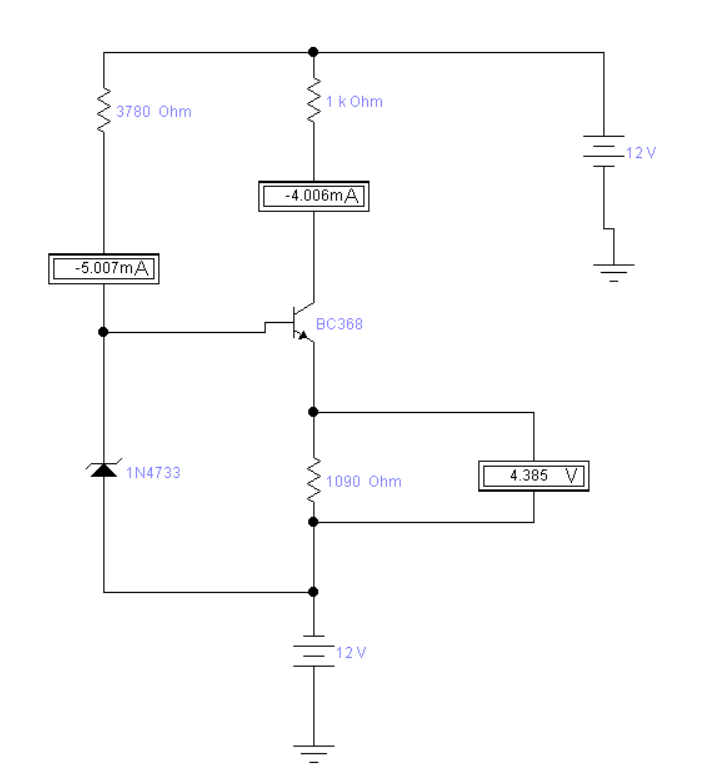 3780 Ohm
1 k Ohm
12 V
-4.006mA
-5.007mA
BC368
1N4733
1090 Ohm
4.385 V
12 V